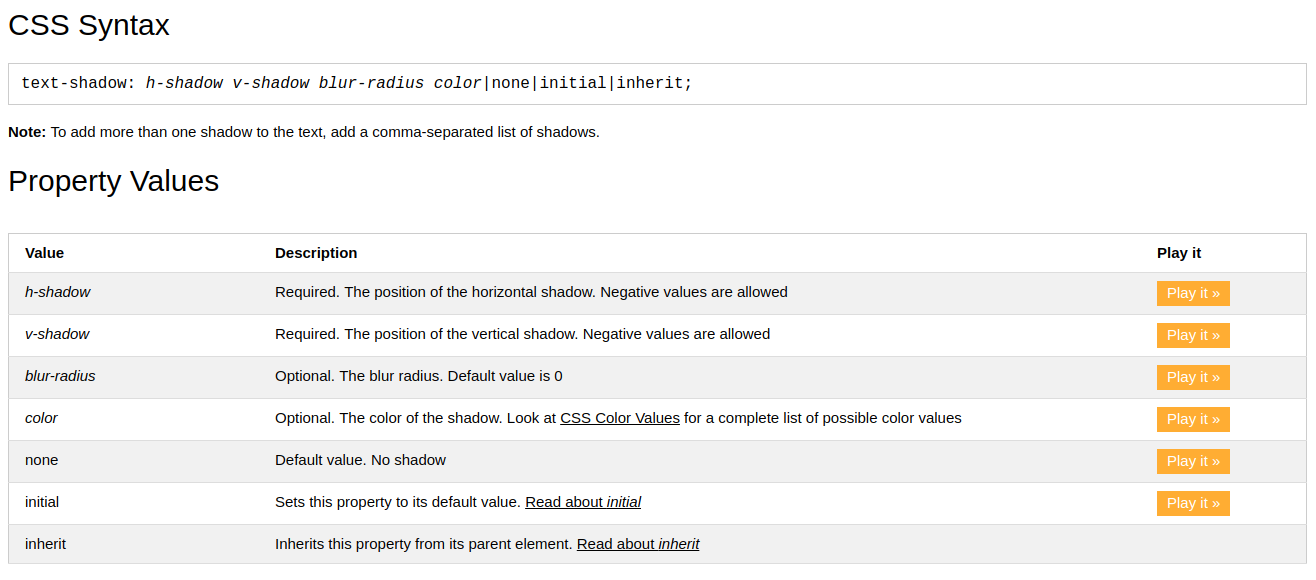 CSS Syntax
text-shadow: h-shadow v-shadow blur-radius color|none|initial|inherit;
Note: To add more than one shadow to the text, add a comma-separated list of shadows.
Property Values
Value Description Play it
h-shadow Required. The position of the horizontal shadow. Negative values are allowed Play it »
v-shadow Required. The position of the vertical shadow. Negative values are allowed Play it »
blur-radius Optional. The blur radius. Default value is 0 Play it »
color Optional. The color of the shadow. Look at CSS Color Values for a complete list of possible color values Play it »
none Default value. No shadow Play it »
initial Sets this property to its default value. Read about initial Play it »
inherit Inherits this property from its parent element. Read about inherit